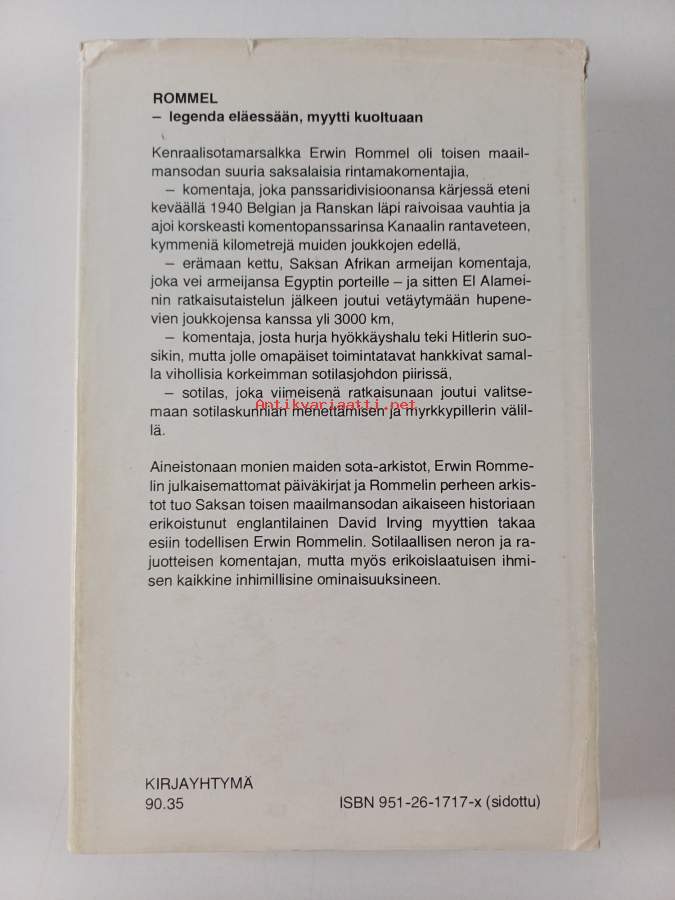 ROMMEL
– legenda eläessään, myytti kuoltuaan
Kenraalisotamarsalkka Erwin Rommel oli toisen maail-
mansodan suuria saksalaisia rintamakomentajia,
– komentaja, joka panssaridivisioonansa kärjessä eteni
keväällä 1940 Belgian ja Ranskan läpi raivoisaa vauhtia ja
ajoi korskeasti komentopanssarinsa Kanaalin rantaveteen,
kymmeniä kilometrejä muiden joukkojen edellä,
– erämaan kettu, Saksan Afrikan armeijan komentaja,
joka vei armeijansa Egyptin porteille – ja sitten El Alamei-
nin ratkaisutaistelun jälkeen joutui vetäytymään hupene-
vien joukkojensa kanssa yli 3000 km,
– komentaja, josta hurja hyökkäyshalu teki Hitlerin suo-
sikin, mutta jolle omapäiset toimintatavat hankkivat samal-
la vihollisia korkeimman sotilasjohdon piirissä,
– sotilas, joka viimeisenä ratkaisunaan joutui valitse-
maan sotilaskunnian menettämisen ja myrkkypillerin välil-
lä.
Antikvariaatti.net
Aineistonaan monien maiden sota-arkistot, Erwin Romme-
lin julkaisemattomat päiväkirjat ja Rommelin perheen arkis-
tot tuo Saksan toisen maailmansodan aikaiseen historiaan
erikoistunut englantilainen David Irving myyttien takaa
esiin todellisen Erwin Rommelin. Sotilaallisen neron ja ra-
juotteisen komentajan, mutta myös erikoislaatuisen ihmi-
sen kaikkine inhimillisine ominaisuuksineen.
KIRJAYHTYMÄ
90.35
ISBN 951-26-1717-x (sidottu)